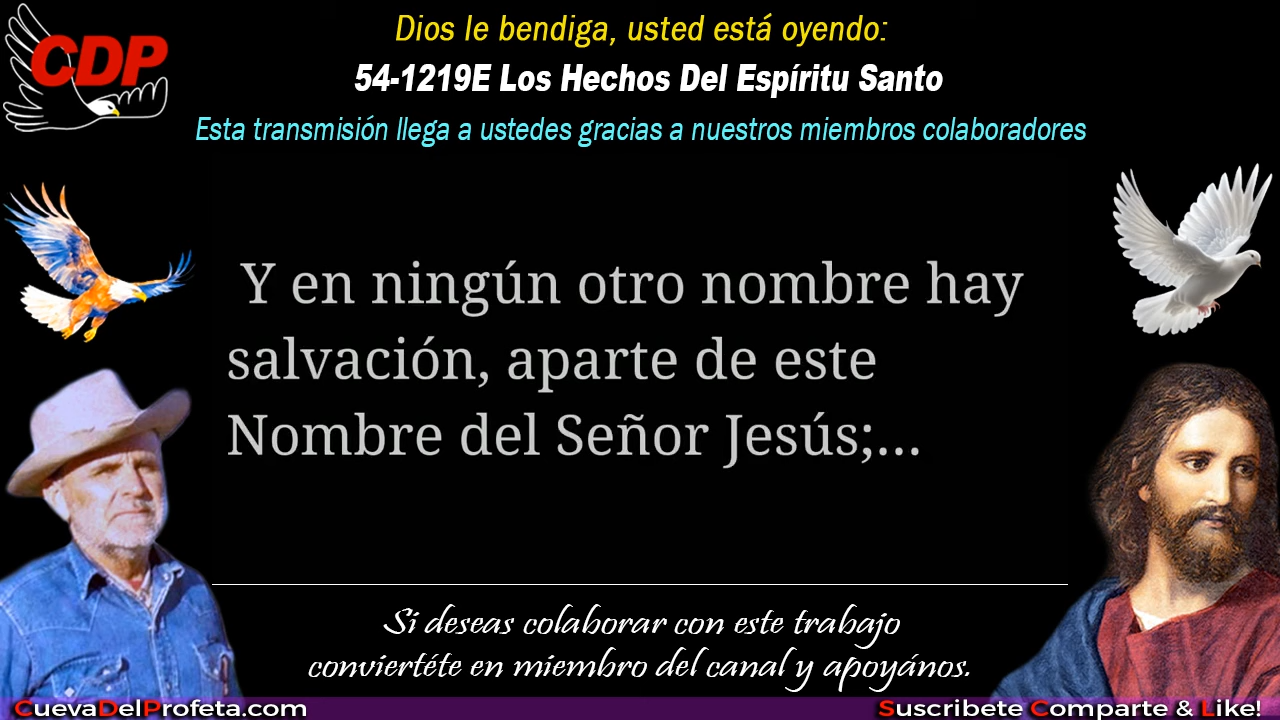 CDP
Dios le bendiga, usted está oyendo:
54-1219E Los Hechos Del Espíritu Santo
Esta transmisión llega a ustedes gracias a nuestros miembros colaboradores
Y en ningún otro nombre hay
salvación, aparte de este
Nombre del Señor Jesús;...
Si deseas colaborar con este trabajo
conviertéte en miembro del canal y apoyános.
CuevaDelProfeta.com
Suscribete Comparte & Like!